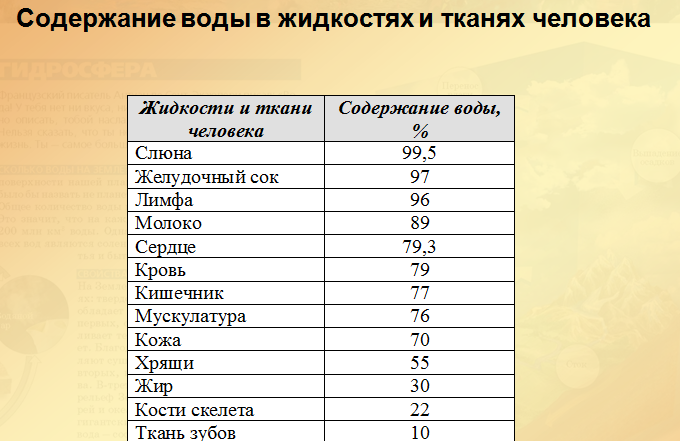 Содержание воды в жидкостях и тканях человека
ГИДРОСФЕРА
Жидкости и ткани человека Содержание воды, %
Слюна 99,5
Желудочный сок 97
Лимфа 96
Молоко 89
Сердце 79,3
Кровь 79
Кишечник 77
Мускулатура 76
Кожа 70
Хрящи 55
Жир 30
Кости скелета 22
Ткань зубов 10